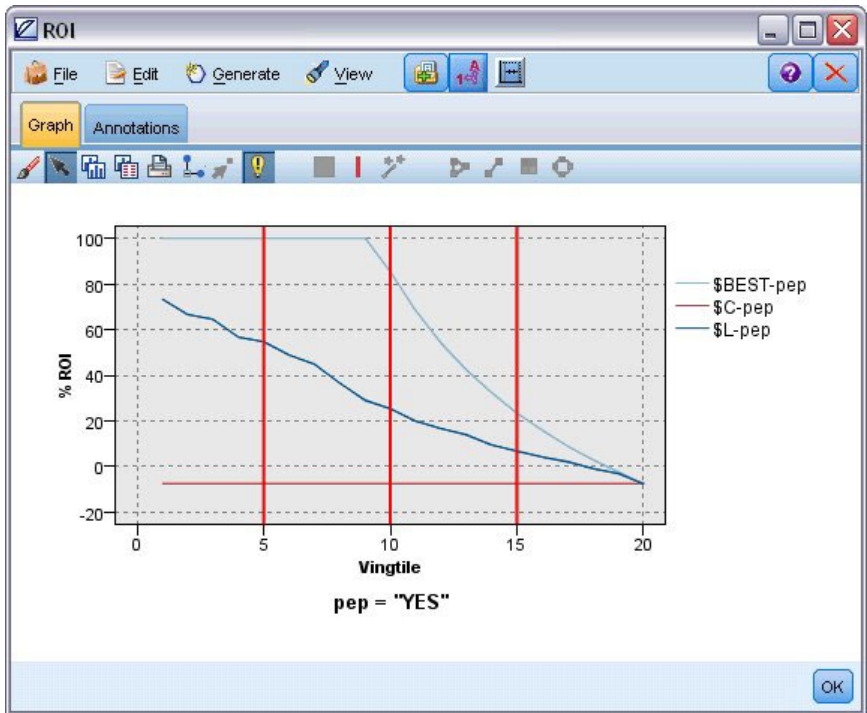 ROI
File Edit Generate View
Graph Annotations
100
80
60
40
20
0
-20
% ROI
0 5 10 15 20
Vingtile
pep = "YES"
$BEST-pep
$C-pep
$L-pep
OK